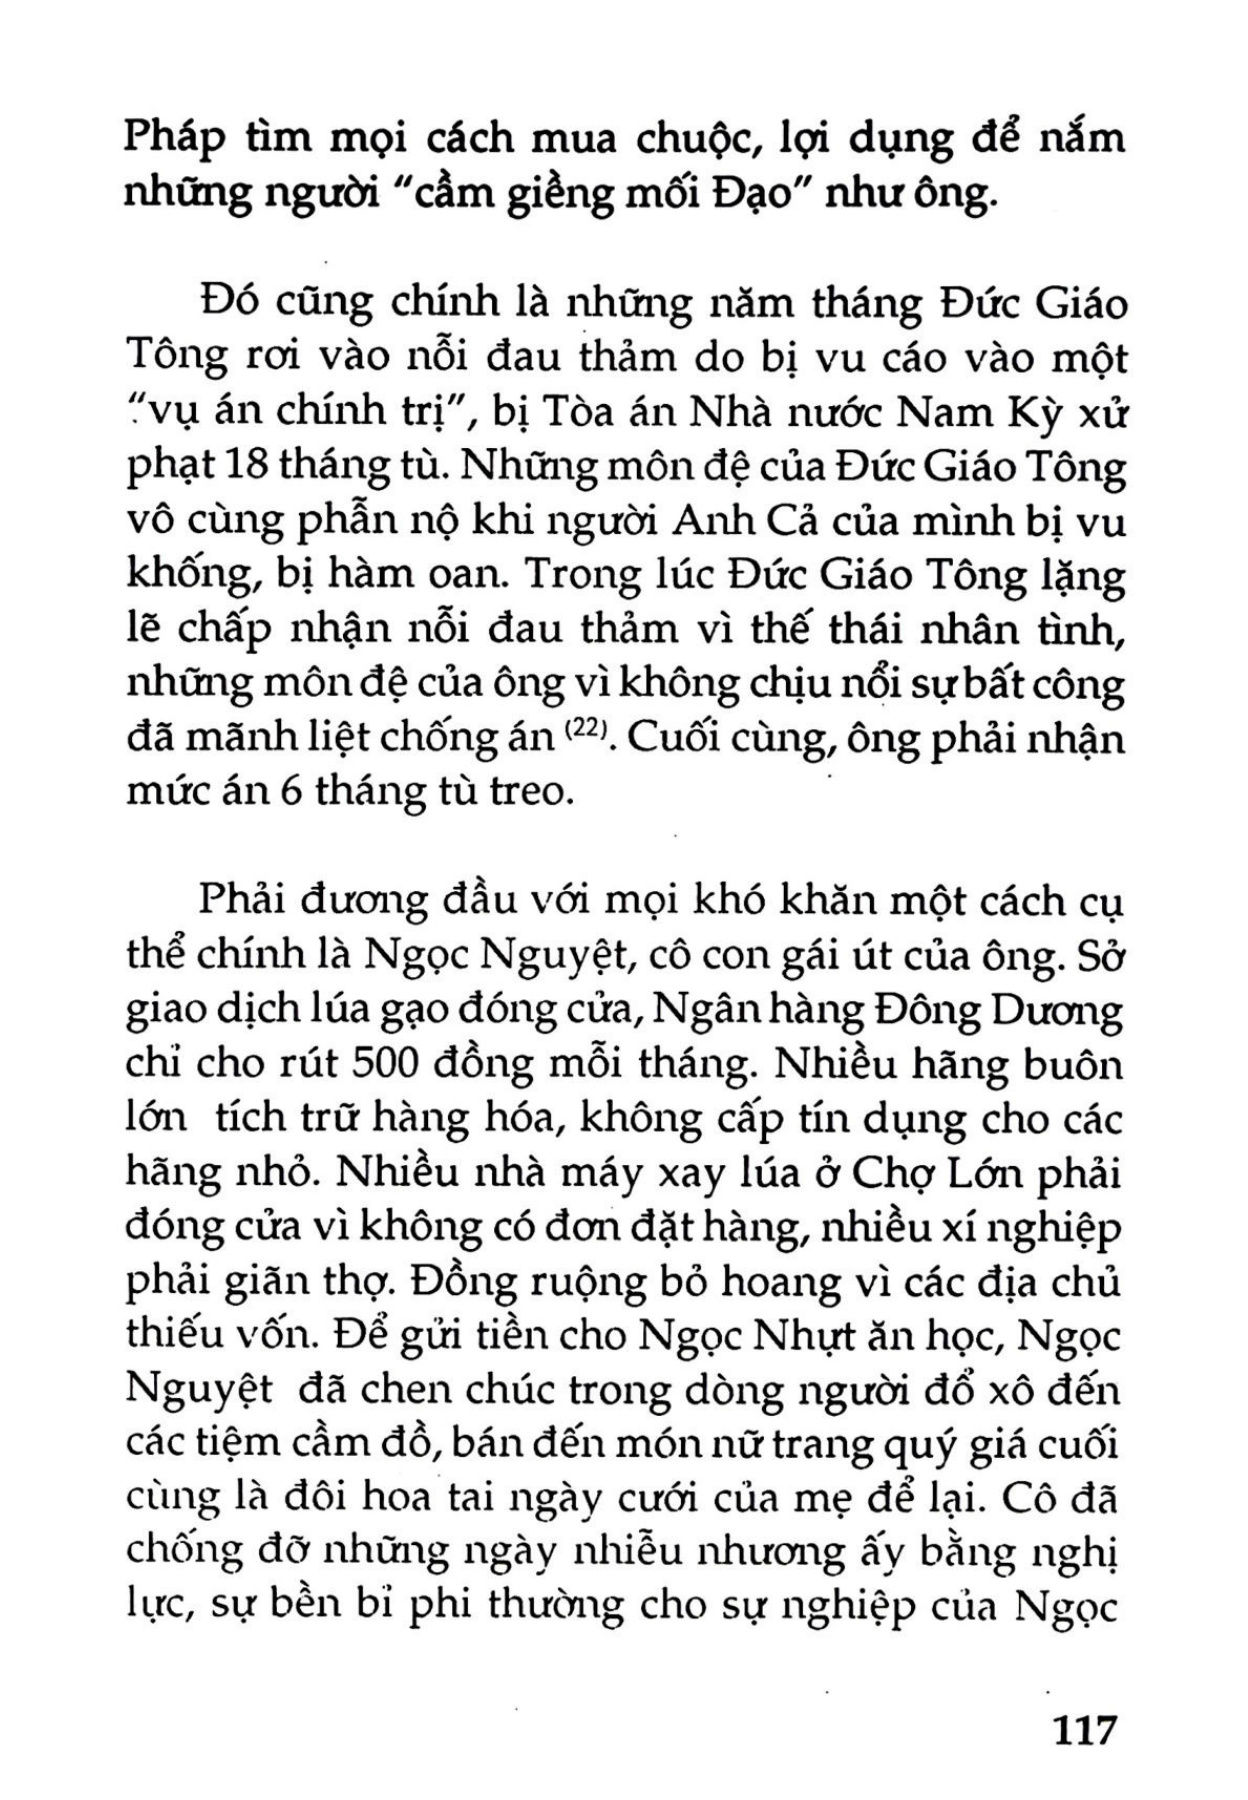 Pháp tìm mọi cách mua chuộc, lợi dụng để nắm
những người "cầm giềng mối Đạo" như ông.
Đó cũng chính là những năm tháng Đức Giáo
Tông rơi vào nỗi đau thảm do bị vu cáo vào một
"vụ án chính trị", bị Tòa án Nhà nước Nam Kỳ xử
phạt 18 tháng tù. Những môn đệ của Đức Giáo Tông
vô cùng phẫn nộ khi người Anh Cả của mình bị vu
khống, bị hàm oan. Trong lúc Đức Giáo Tông lặng
lẽ chấp nhận nỗi đau thảm vì thế thái nhân tình,
những môn đệ của ông vì không chịu nổi sự bất công
đã mãnh liệt chống án (22). Cuối cùng, ông phải nhận
mức án 6 tháng tù treo.
Phải đương đầu với mọi khó khăn một cách cụ
thể chính là Ngọc Nguyệt, cô con gái út của ông. Sở
giao dịch lúa gạo đóng cửa, Ngân hàng Đông Dương
chỉ cho rút 500 đồng mỗi tháng. Nhiều hãng buôn
lớn tích trữ hàng hóa, không cấp tín dụng cho các
hãng nhỏ. Nhiều nhà máy xay lúa ở Chợ Lớn phải
đóng cửa vì không có đơn đặt hàng, nhiều xí nghiệp
phải giãn thợ. Đồng ruộng bỏ hoang vì các địa chủ
thiếu vốn. Để gửi tiền cho Ngọc Nhựt ăn học, Ngọc
Nguyệt đã chen chúc trong dòng người đổ xô đến
các tiệm cầm đồ, bán đến món nữ trang quý giá cuối
cùng là đôi hoa tai ngày cưới của mẹ để lại. Cô đã
chống đỡ những ngày nhiễu nhương ấy bằng nghị
lực, sự bền bỉ phi thường cho sự nghiệp của Ngọc
117